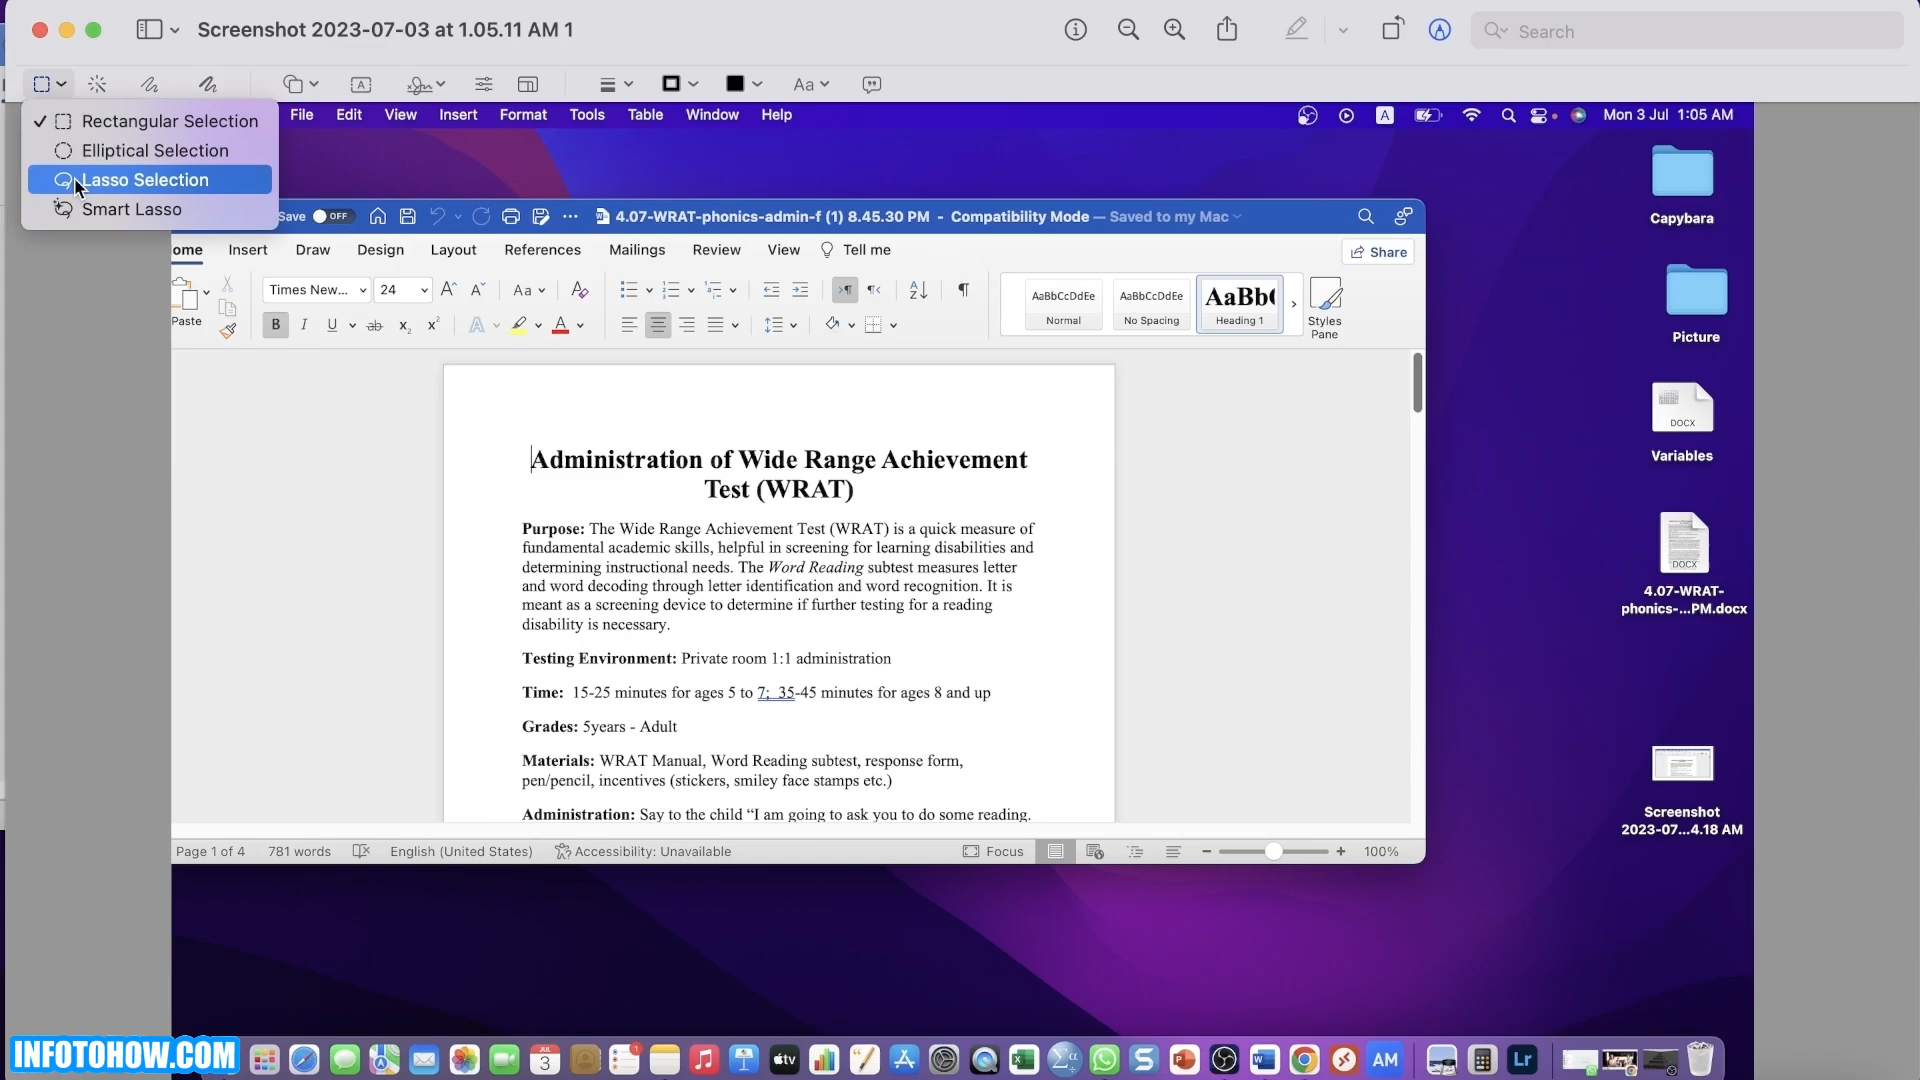 Screenshot 2023-07-03 at 1.05.11 AM 1
Search
Aa
Rectangular Selection
Elliptical Selection
Lasso Selection
Smart Lasso
File Edit View Insert Format Tools Table Window Help
A
Mon 3 Jul 1:05 AM
Save OFF
4.07-WRAT-phonics-admin-f (1) 8.45.30 PM - Compatibility Mode — Saved to my Mac
ome Insert Draw Design Layout References Mailings Review View Tell me
Share
Paste
Times New... 24
Aa
B I U ab x₂ x²
A A
AaBbCcDdEe
Normal
AaBbCcDdEe
No Spacing
AaBb(
Heading 1
Styles
Pane
Administration of Wide Range Achievement
Test (WRAT)
Purpose: The Wide Range Achievement Test (WRAT) is a quick measure of
fundamental academic skills, helpful in screening for learning disabilities and
determining instructional needs. The Word Reading subtest measures letter
and word decoding through letter identification and word recognition. It is
meant as a screening device to determine if further testing for a reading
disability is necessary.
Testing Environment: Private room 1:1 administration
Time: 15-25 minutes for ages 5 to 7; 35-45 minutes for ages 8 and up
Grades: 5years - Adult
Materials: WRAT Manual, Word Reading subtest, response form,
pen/pencil, incentives (stickers, smiley face stamps etc.)
Administration: Say to the child “I am going to ask you to do some reading.
Page 1 of 4 781 words English (United States) Accessibility: Unavailable
Focus
100%
Capybara
Picture
DOCX
Variables
DOCX
4.07-WRAT-
phonics-...PM.docx
Screenshot
2023-07...4.18 AM
INFOTOHOW.COM
JUL
3
1
tv
AM
Lr